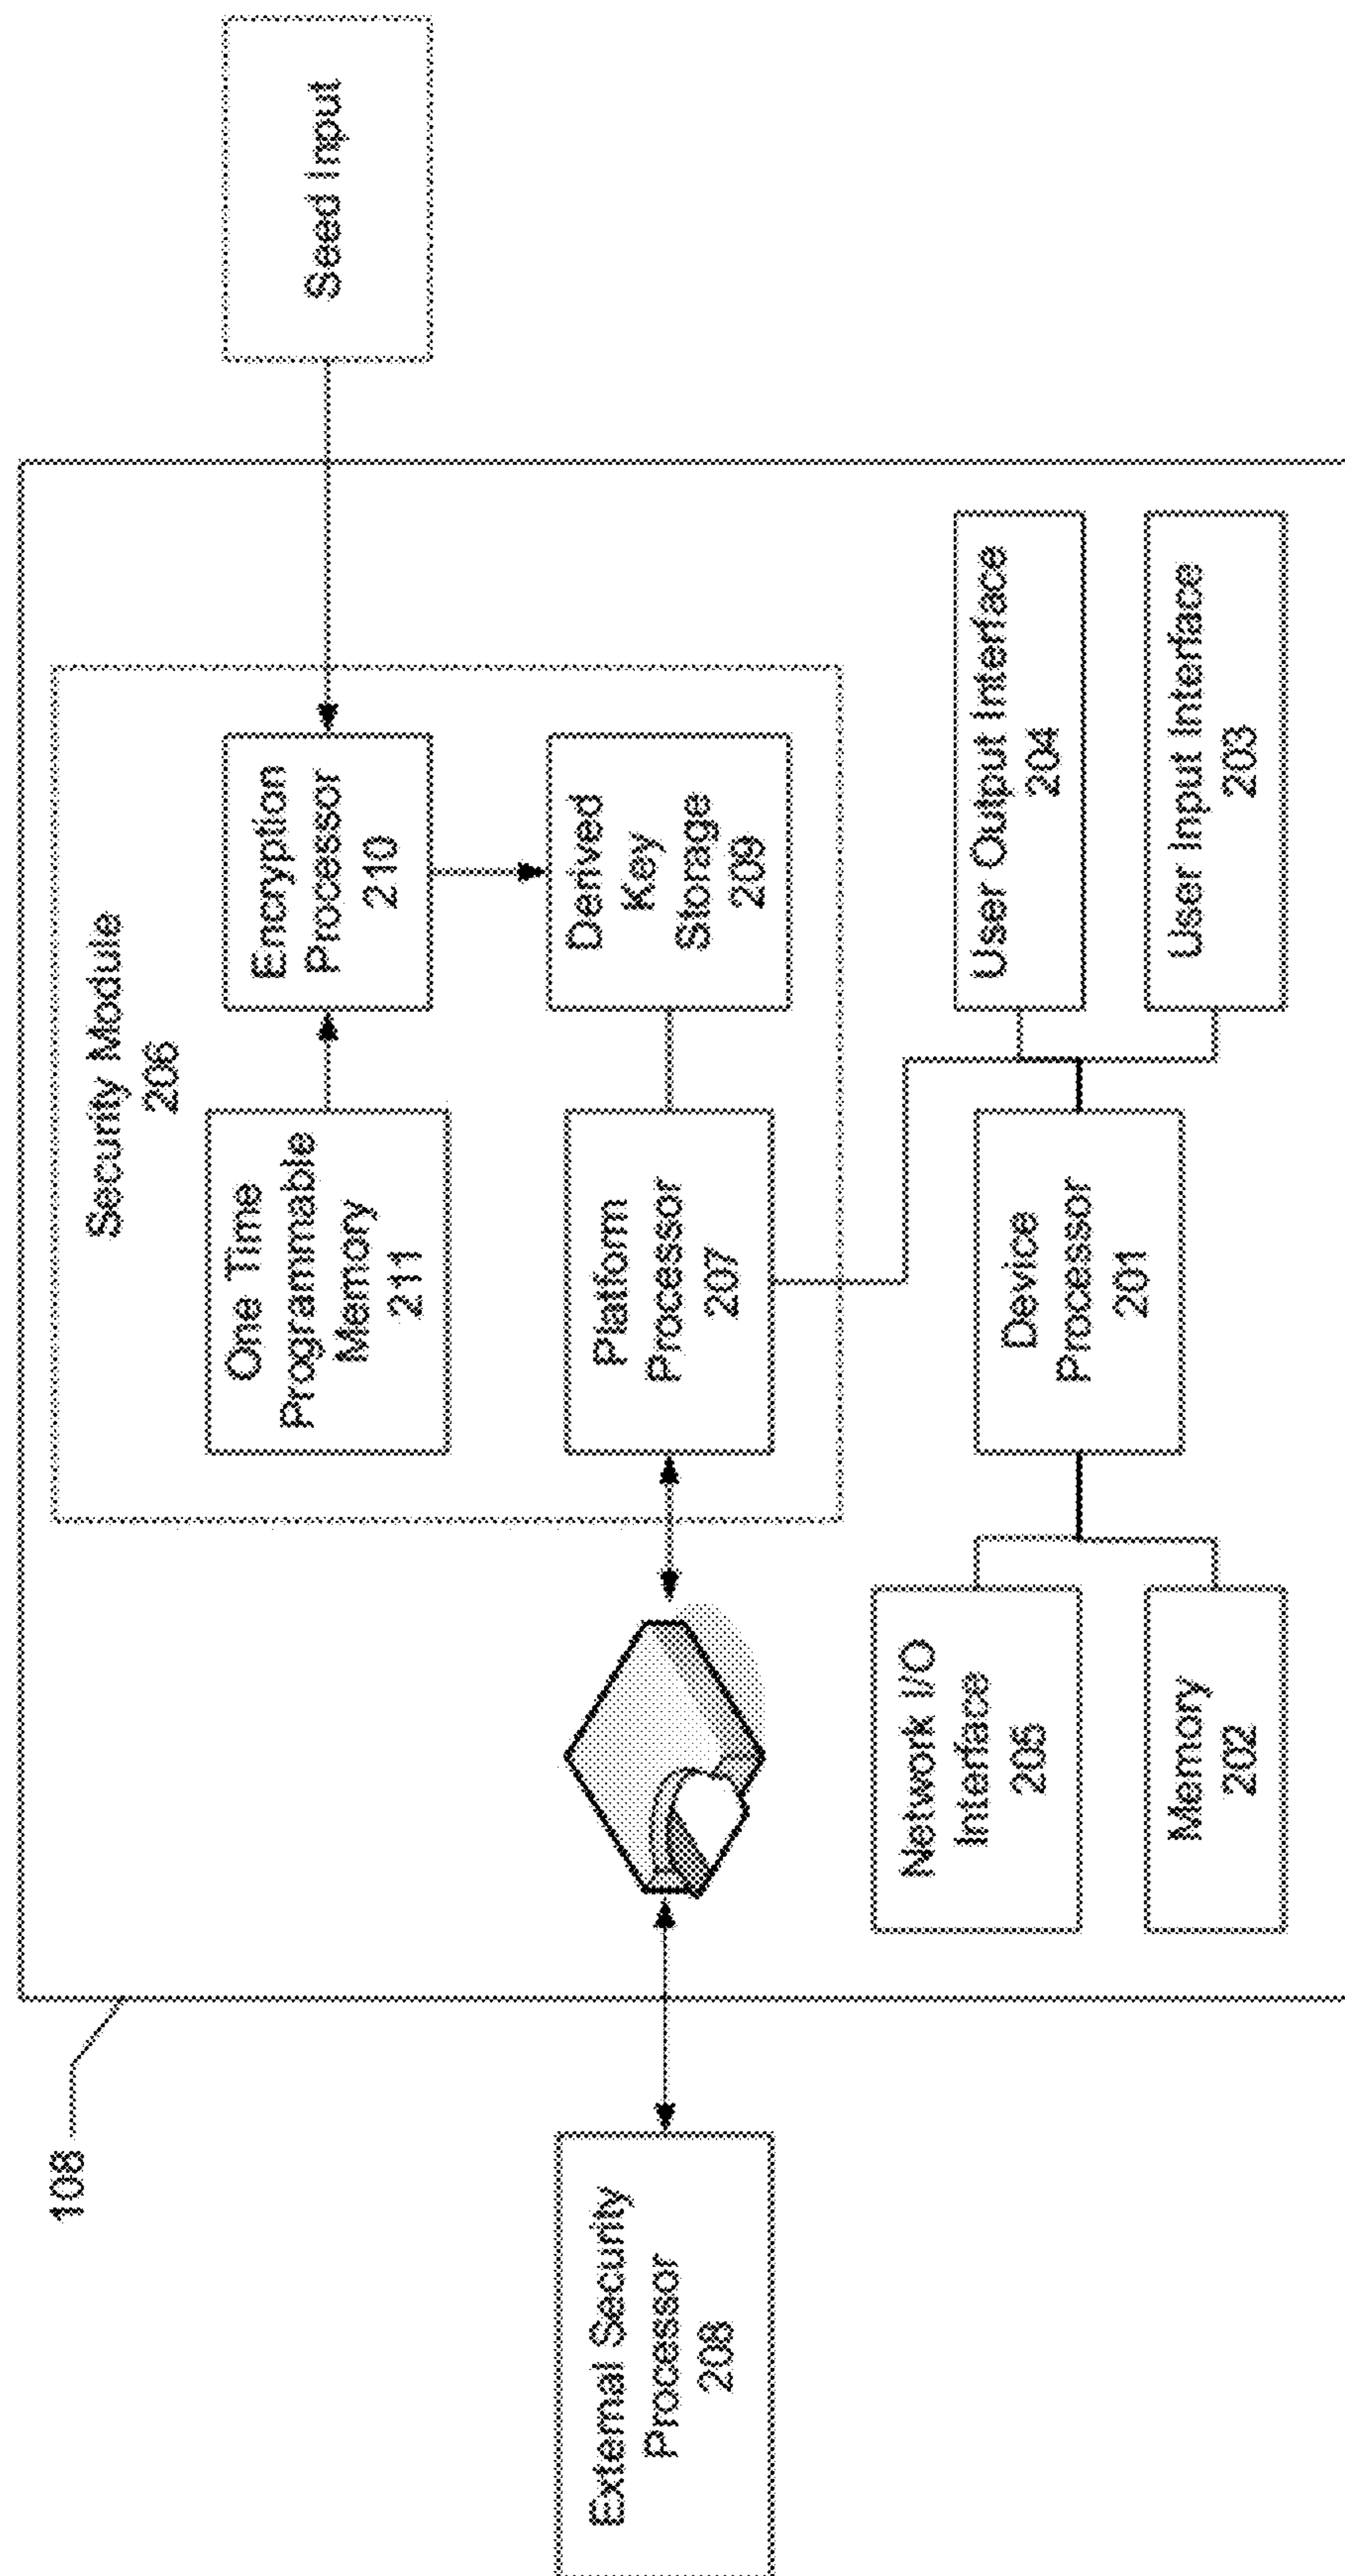 108
Security Module
206
One Time
Programmable
Memory
211
Encryption
Processor
210
Seed Input
External Security
Processor
208
Platform
Processor
207
Derived
Key
Storage
209
Network I/O
Interface
205
Device
Processor
201
User Output Interface
204
Memory
202
User Input Interface
203